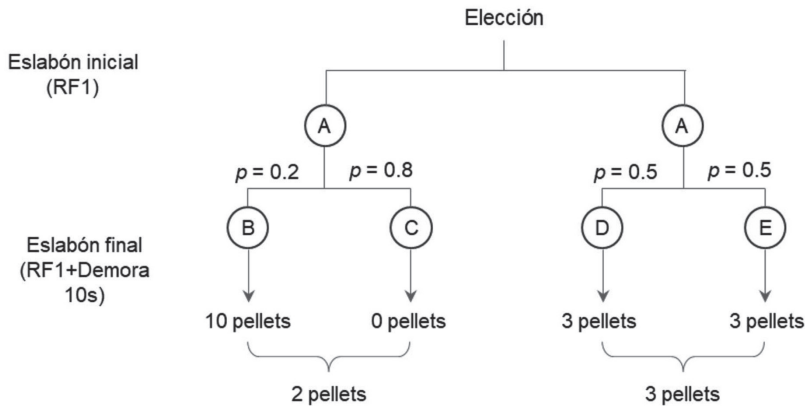 Elección
Eslabón inicial
(RF1)
A
A
p = 0.2
p = 0.8
p = 0.5
p = 0.5
B
C
D
E
Eslabón final
(RF1+Demora
10s)
10 pellets
0 pellets
3 pellets
3 pellets
2 pellets
3 pellets